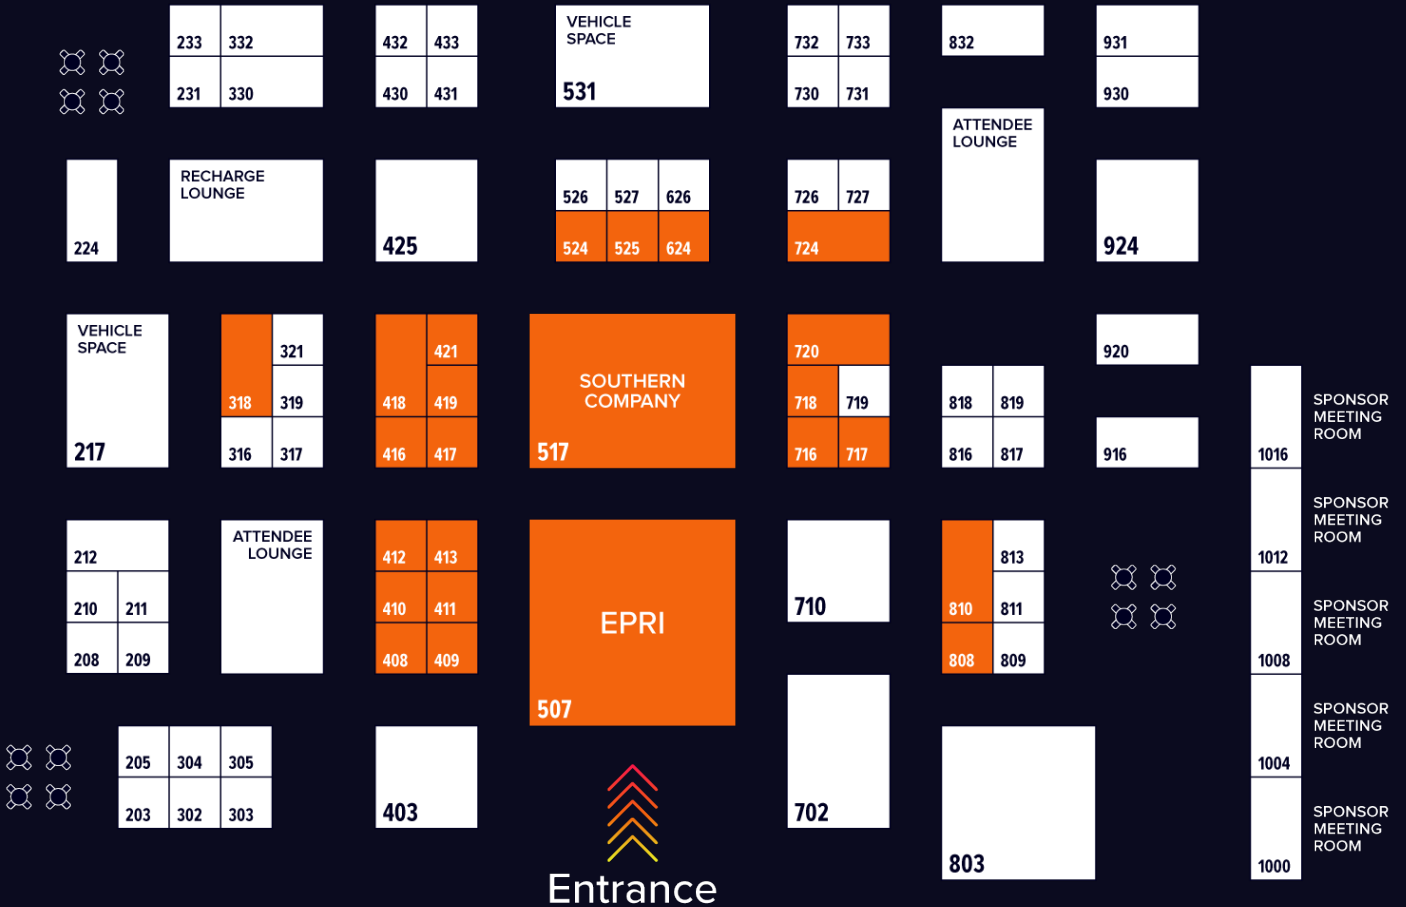 233 332
432 433
VEHICLE
SPACE
531
732 733
832
931
231 330
430 431
730 731
930
ATTENDEE
LOUNGE
224
RECHARGE
LOUNGE
425
526 527 626
524 525 624
726 727
724
924
VEHICLE
SPACE
217
318
321
319
316 317
421
418 419
416 417
SOUTHERN
COMPANY
517
720
718 719
716 717
818 819
816 817
920
916
1016
SPONSOR
MEETING
ROOM
212
210 211
208 209
ATTENDEE
LOUNGE
412 413
410 411
408 409
EPRI
507
710
813
810 811
808 809
1012
SPONSOR
MEETING
ROOM
1008
SPONSOR
MEETING
ROOM
205 304 305
203 302 303
403
702
803
1004
SPONSOR
MEETING
ROOM
1000
SPONSOR
MEETING
ROOM
Entrance